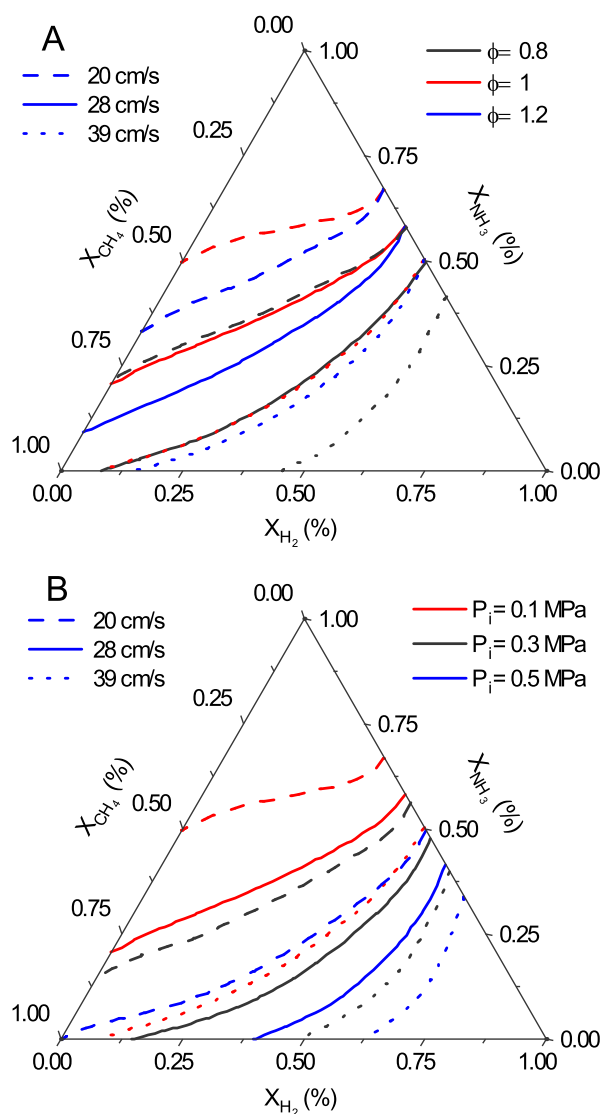 A
0.00
1.00
20 cm/s
28 cm/s
39 cm/s
ϕ= 0.8
ϕ= 1
ϕ= 1.2
0.25
0.75
X_CH4 (%)
X_NH3 (%)
0.50
0.50
0.75
0.25
1.00
0.00
0.00
0.25
0.50
0.75
1.00
X_H2 (%)
B
0.00
1.00
20 cm/s
28 cm/s
39 cm/s
P_i = 0.1 MPa
P_i = 0.3 MPa
P_i = 0.5 MPa
0.25
0.75
X_CH4 (%)
X_NH3 (%)
0.50
0.50
0.75
0.25
1.00
0.00
0.00
0.25
0.50
0.75
1.00
X_H2 (%)